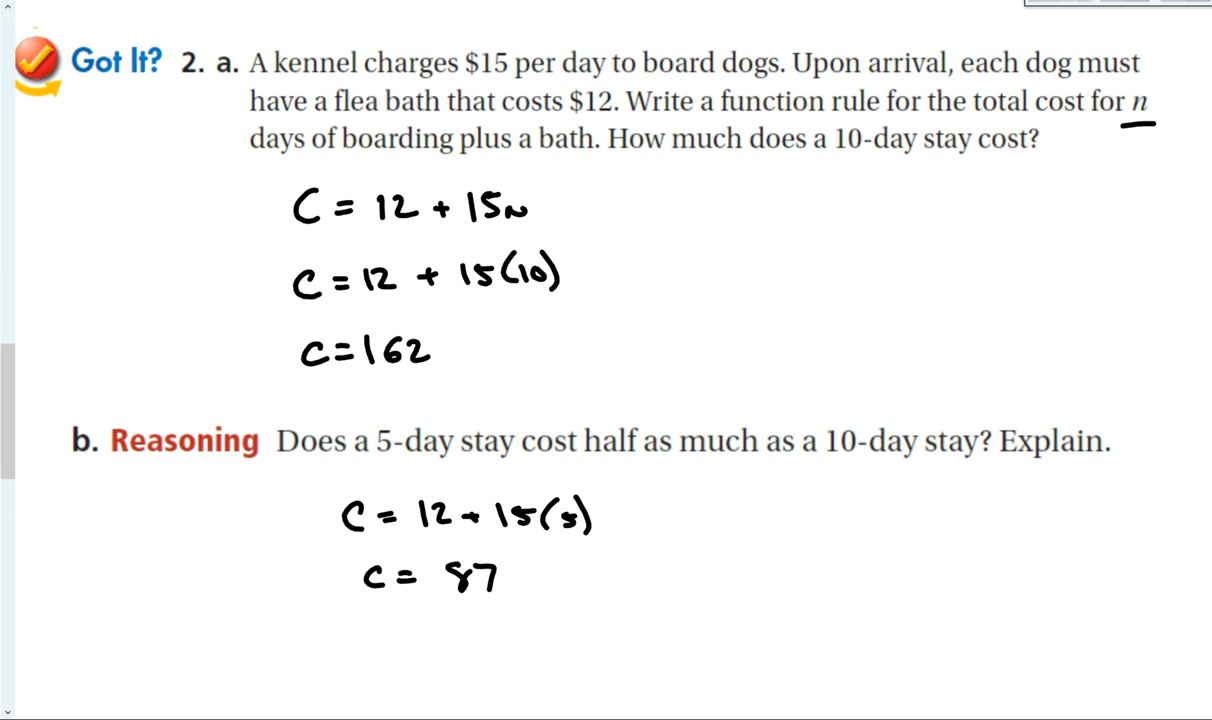 Got It? 2. a. A kennel charges $15 per day to board dogs. Upon arrival, each dog must
have a flea bath that costs $12. Write a function rule for the total cost for n
days of boarding plus a bath. How much does a 10-day stay cost?
C = 12 + 15n
C = 12 + 15(10)
C = 162
b. Reasoning Does a 5-day stay cost half as much as a 10-day stay? Explain.
C = 12 + 15(5)
C = 87